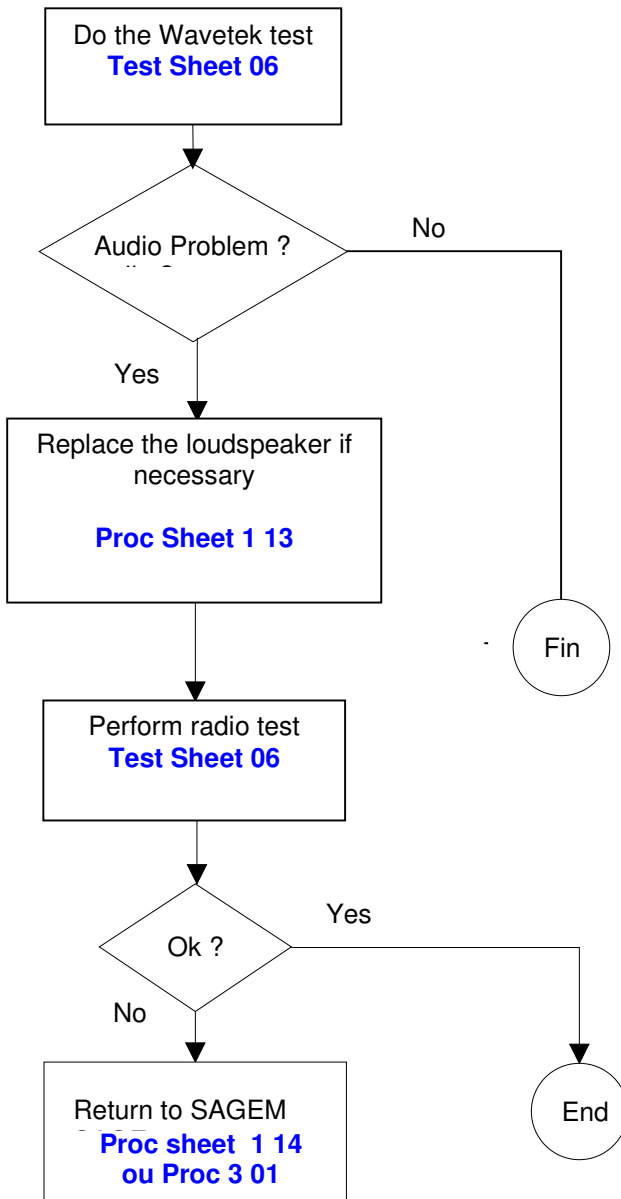 Do the Wavetek test
Test Sheet 06
Audio Problem ?
No
Yes
Replace the loudspeaker if
necessary
Proc Sheet 1 13
Fin
Perform radio test
Test Sheet 06
Ok ?
Yes
No
Return to SAGEM
Proc sheet 1 14
ou Proc 3 01
End